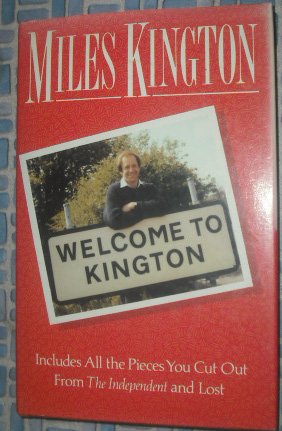 MILES KINGTON
WELCOME TO
KINGTON
Includes All the Pieces You Cut Out
From The Independent and Lost